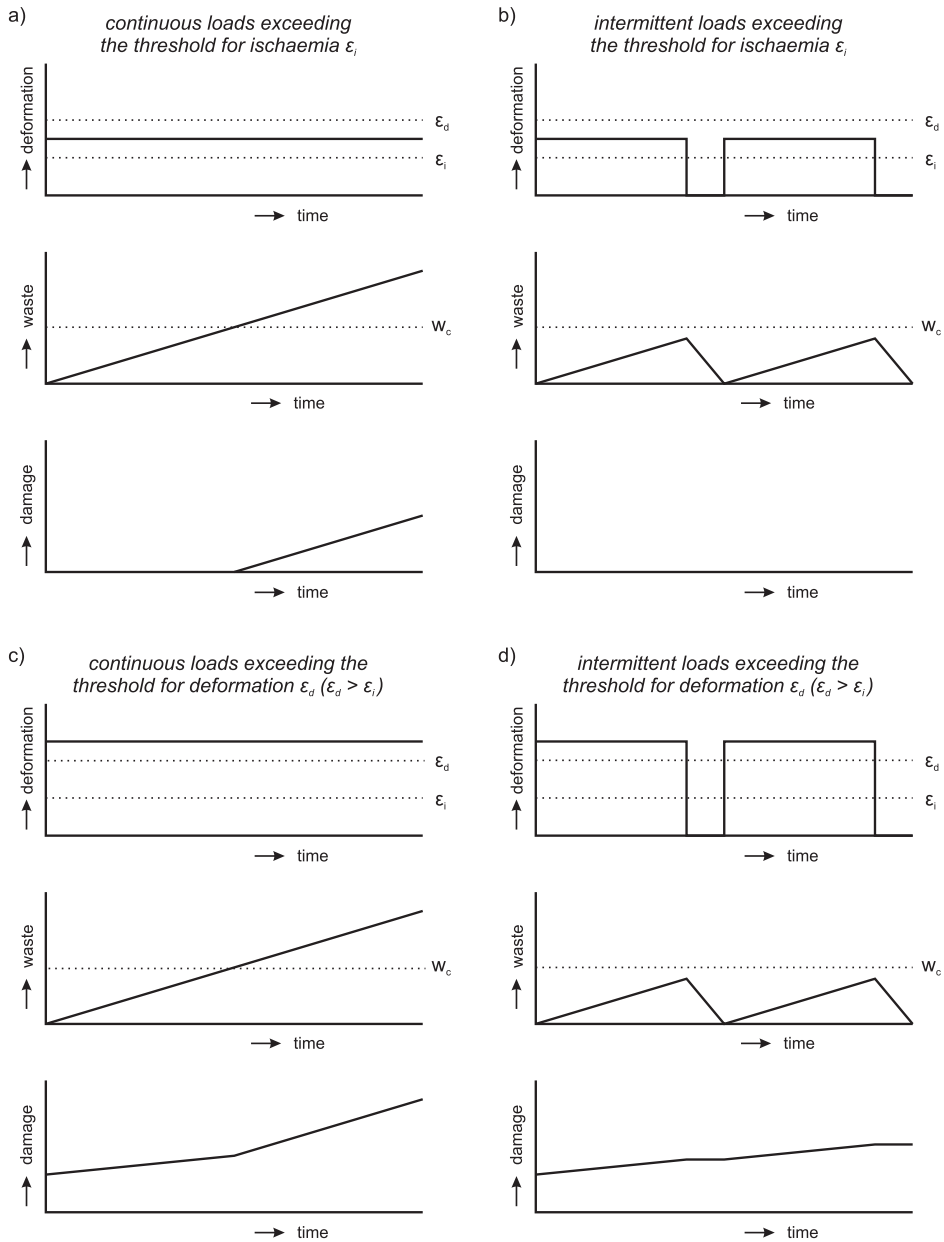 a)
continuous loads exceeding
the threshold for ischaemia εi
deformation
εd
εi
time
waste
wc
time
damage
time
b)
intermittent loads exceeding
the threshold for ischaemia εi
deformation
εd
εi
time
waste
wc
time
damage
time
c)
continuous loads exceeding the
threshold for deformation εd (εd > εi)
deformation
εd
εi
time
waste
wc
time
damage
time
d)
intermittent loads exceeding the
threshold for deformation εd (εd > εi)
deformation
εd
εi
time
waste
wc
time
damage
time